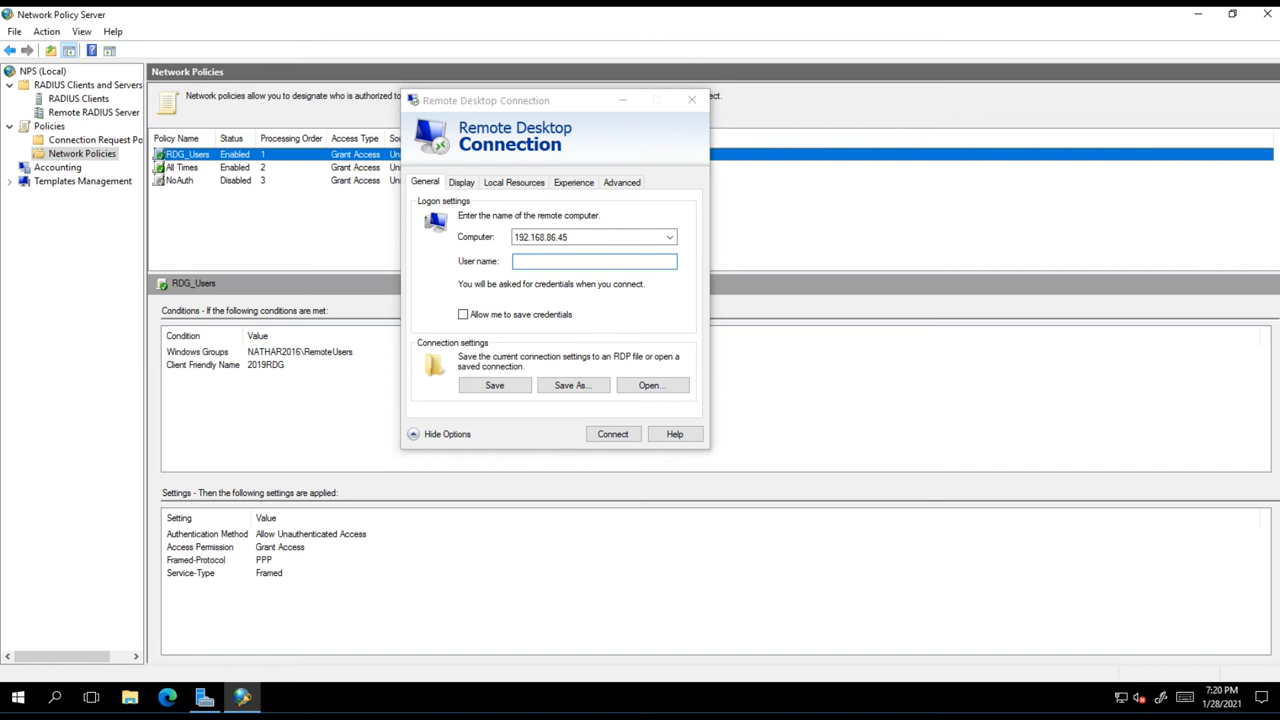 Network Policy Server
File Action View Help
NPS (Local)
RADIUS Clients and Servers
RADIUS Clients
Remote RADIUS Server
Policies
Connection Request Po
Network Policies
Accounting
Templates Management
Network Policies
Network policies allow you to designate who is authorized to
ct.
Policy Name Status Processing Order Access Type Sou
RDG_Users Enabled 1 Grant Access Un
All Times Enabled 2 Grant Access Un
NoAuth Disabled 3 Grant Access Un
RDG_Users
Conditions - If the following conditions are met:
Condition Value
Windows Groups NATHAR2016\RemoteUsers
Client Friendly Name 2019RDG
Settings - Then the following settings are applied:
Setting Value
Authentication Method Allow Unauthenticated Access
Access Permission Grant Access
Framed-Protocol PPP
Service-Type Framed
Remote Desktop Connection
Remote Desktop
Connection
General Display Local Resources Experience Advanced
Logon settings
Enter the name of the remote computer.
Computer: 192.168.86.45
User name:
You will be asked for credentials when you connect.
Allow me to save credentials
Connection settings
Save the current connection settings to an RDP file or open a
saved connection.
Save Save As... Open...
Hide Options Connect Help
7:20 PM
1/28/2021